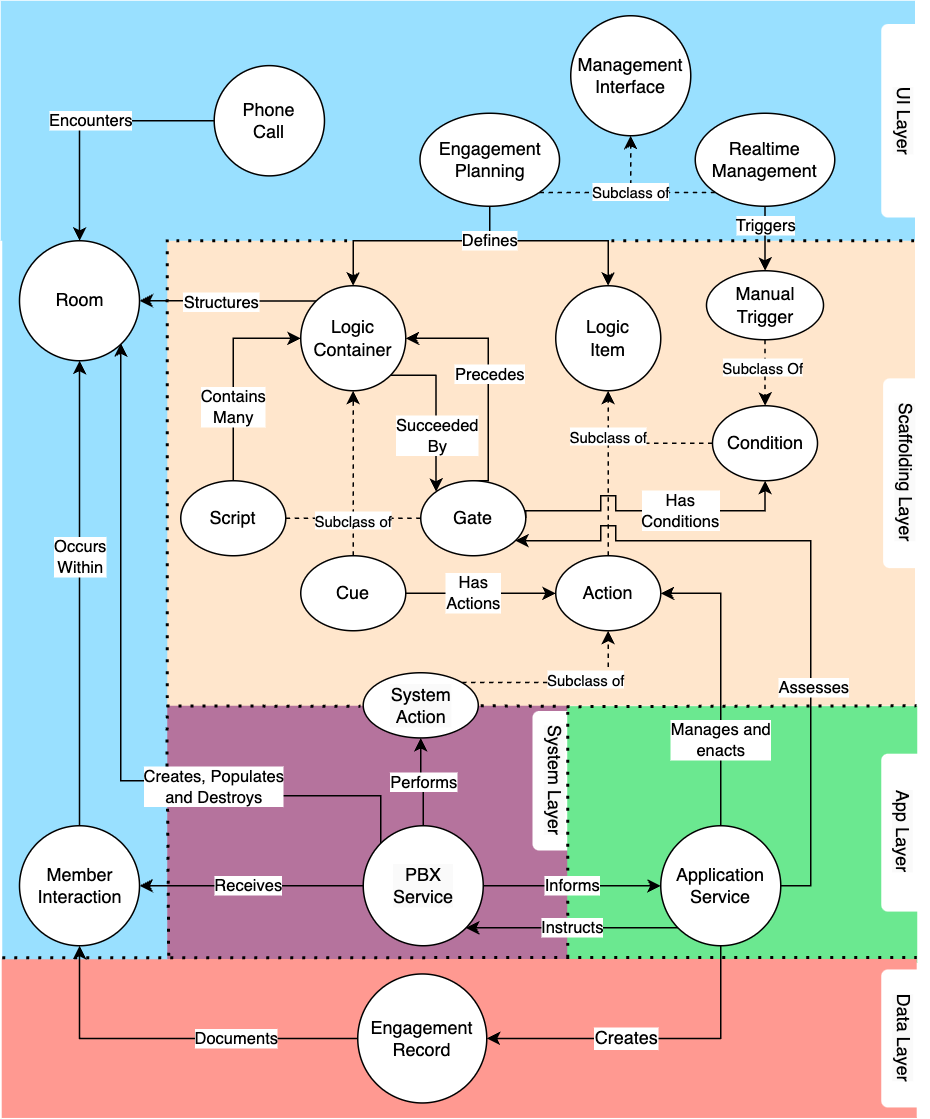 Management
Interface
Phone
Call
Encounters
UI Layer
Engagement
Planning
Realtime
Management
Subclass of
Triggers
Defines
Room
Structures
Manual
Trigger
Logic
Container
Logic
Item
Precedes
Subclass Of
Contains
Many
Succeeded
By
Subclass of
Condition
Scaffolding Layer
Script
Subclass of
Gate
Has
Conditions
Occurs
Within
Cue
Has
Actions
Action
Subclass of
Assesses
System
Action
Manages and
enacts
System Layer
Creates, Populates
and Destroys
Performs
App Layer
Member
Interaction
Receives
PBX
Service
Informs
Application
Service
Instructs
Data Layer
Engagement
Record
Documents
Creates